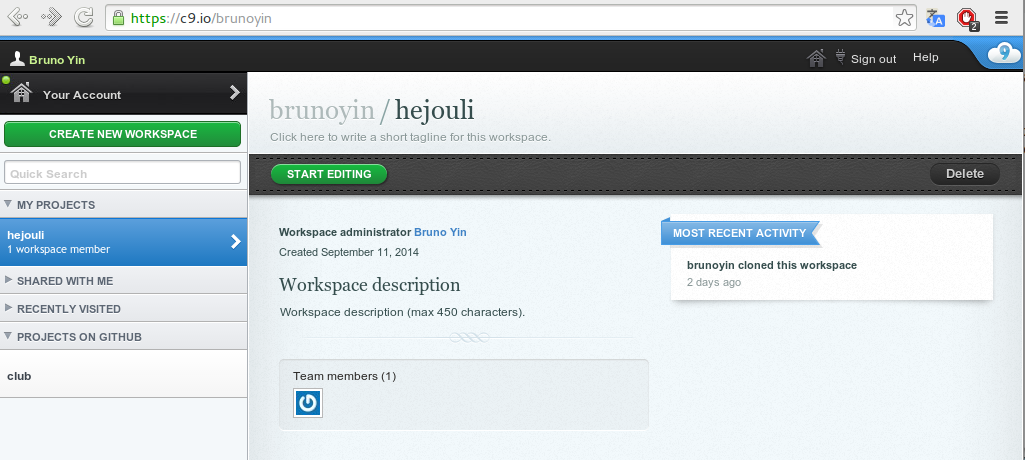 https://c9.io/brunoyin
2
Bruno Yin
Sign out
Help
9
Your Account
CREATE NEW WORKSPACE
Quick Search
MY PROJECTS
hejouli
1 workspace member
SHARED WITH ME
RECENTLY VISITED
PROJECTS ON GITHUB
club
brunoyin / hejouli
Click here to write a short tagline for this workspace.
START EDITING
Delete
Workspace administrator Bruno Yin
Created September 11, 2014
Workspace description
Workspace description (max 450 characters).
Team members (1)
MOST RECENT ACTIVITY
brunoyin cloned this workspace
2 days ago